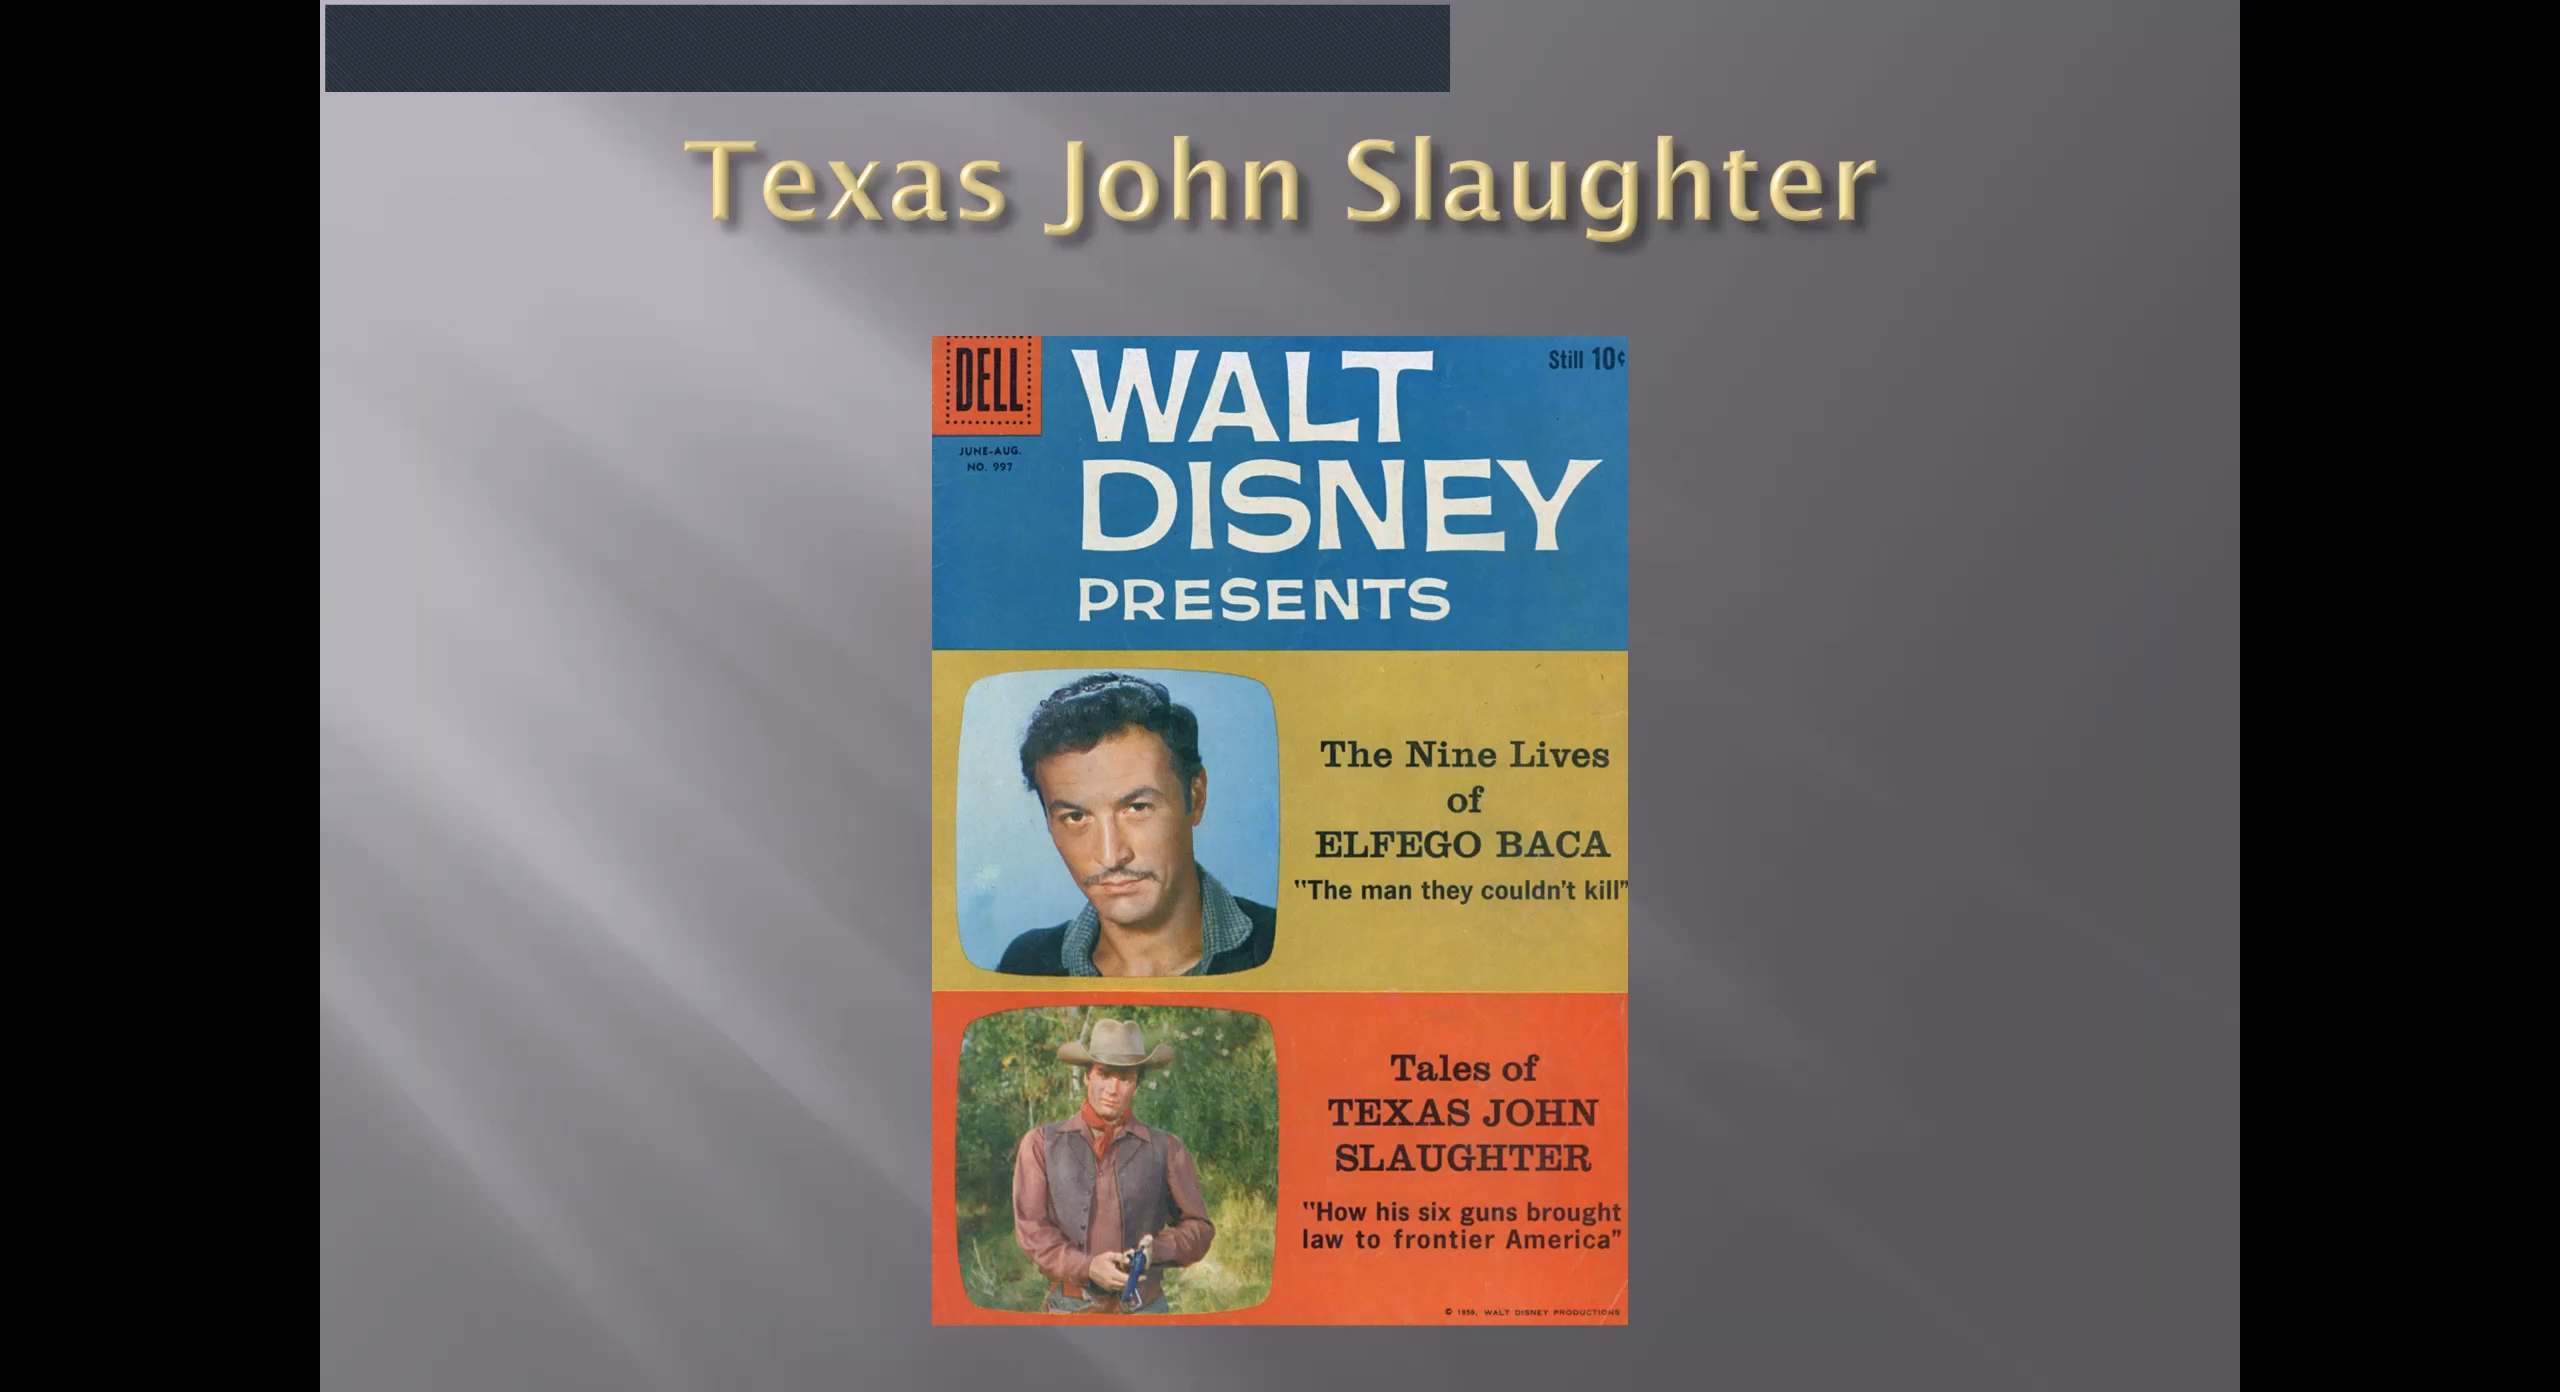 Texas John Slaughter
DELL
JUNE-AUG.
NO. 997
WALT
DISNEY
PRESENTS
Still 10¢
The Nine Lives
of
ELFEGO BACA
"The man they couldn't kill"
Tales of
TEXAS JOHN
SLAUGHTER
"How his six guns brought
law to frontier America"
© 1959, WALT DISNEY PRODUCTIONS